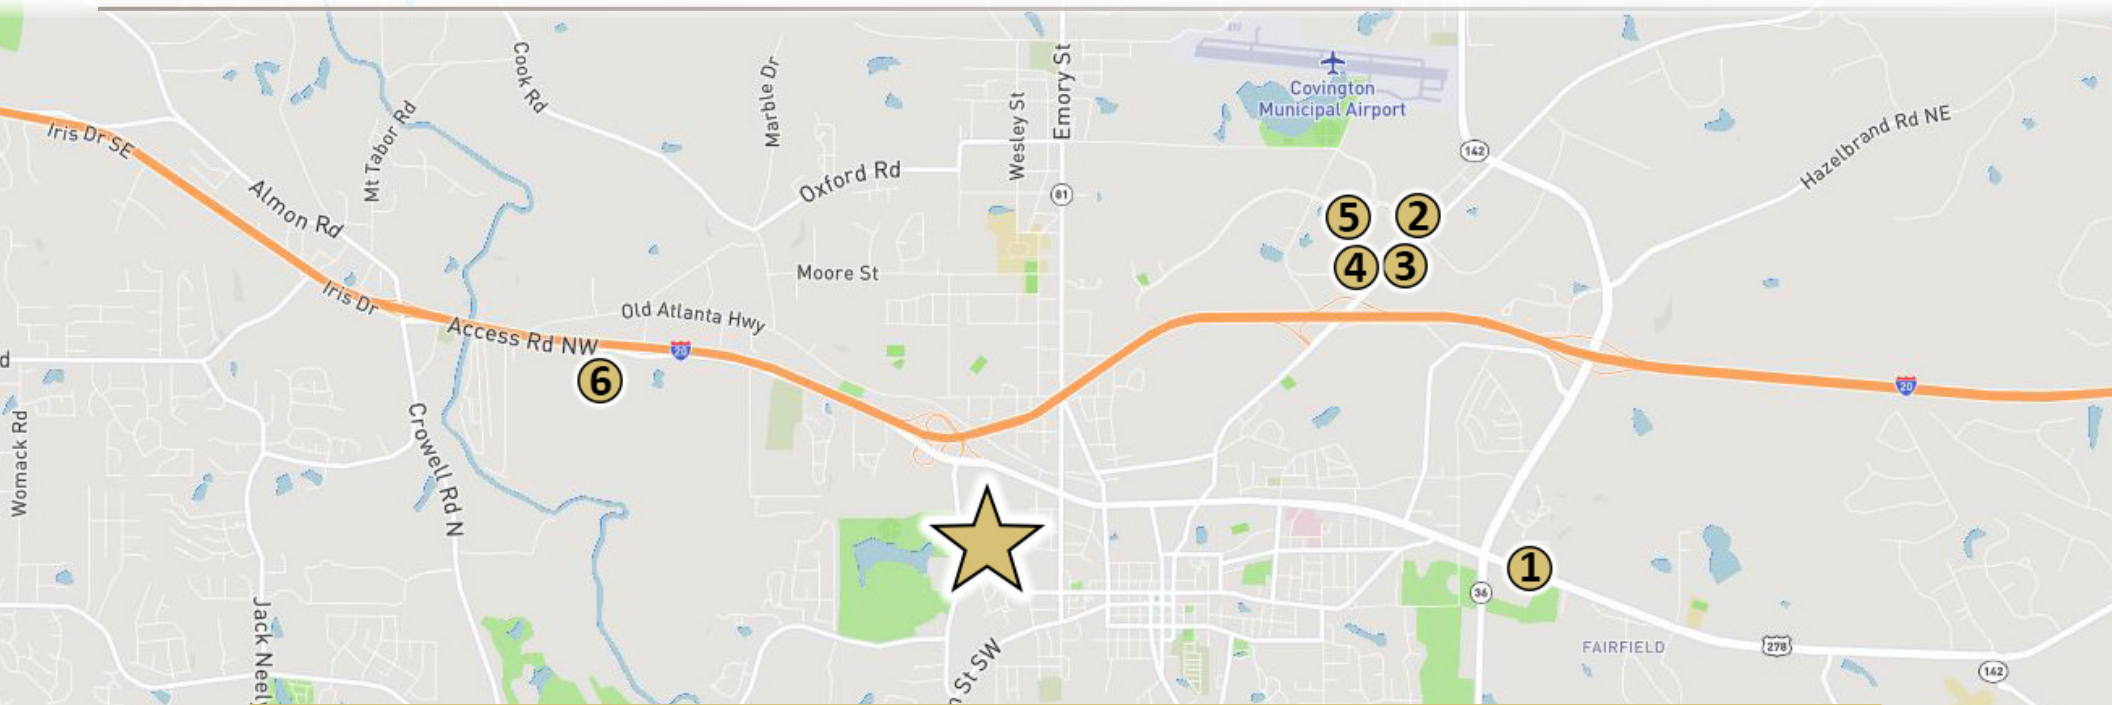 Cook Rd
Marble Dr
Wesley St
Emory St
Covington
Municipal Airport
Iris Dr SE
Mt Tabor Rd
142
Hazelbrand Rd NE
Almon Rd
Oxford Rd
81
5
2
4
3
Moore St
Iris Dr
Old Atlanta Hwy
Access Rd NW
20
6
20
d
Womack Rd
Crowell Rd N
1
36
Jack Neely
St SW
FAIRFIELD
278
142